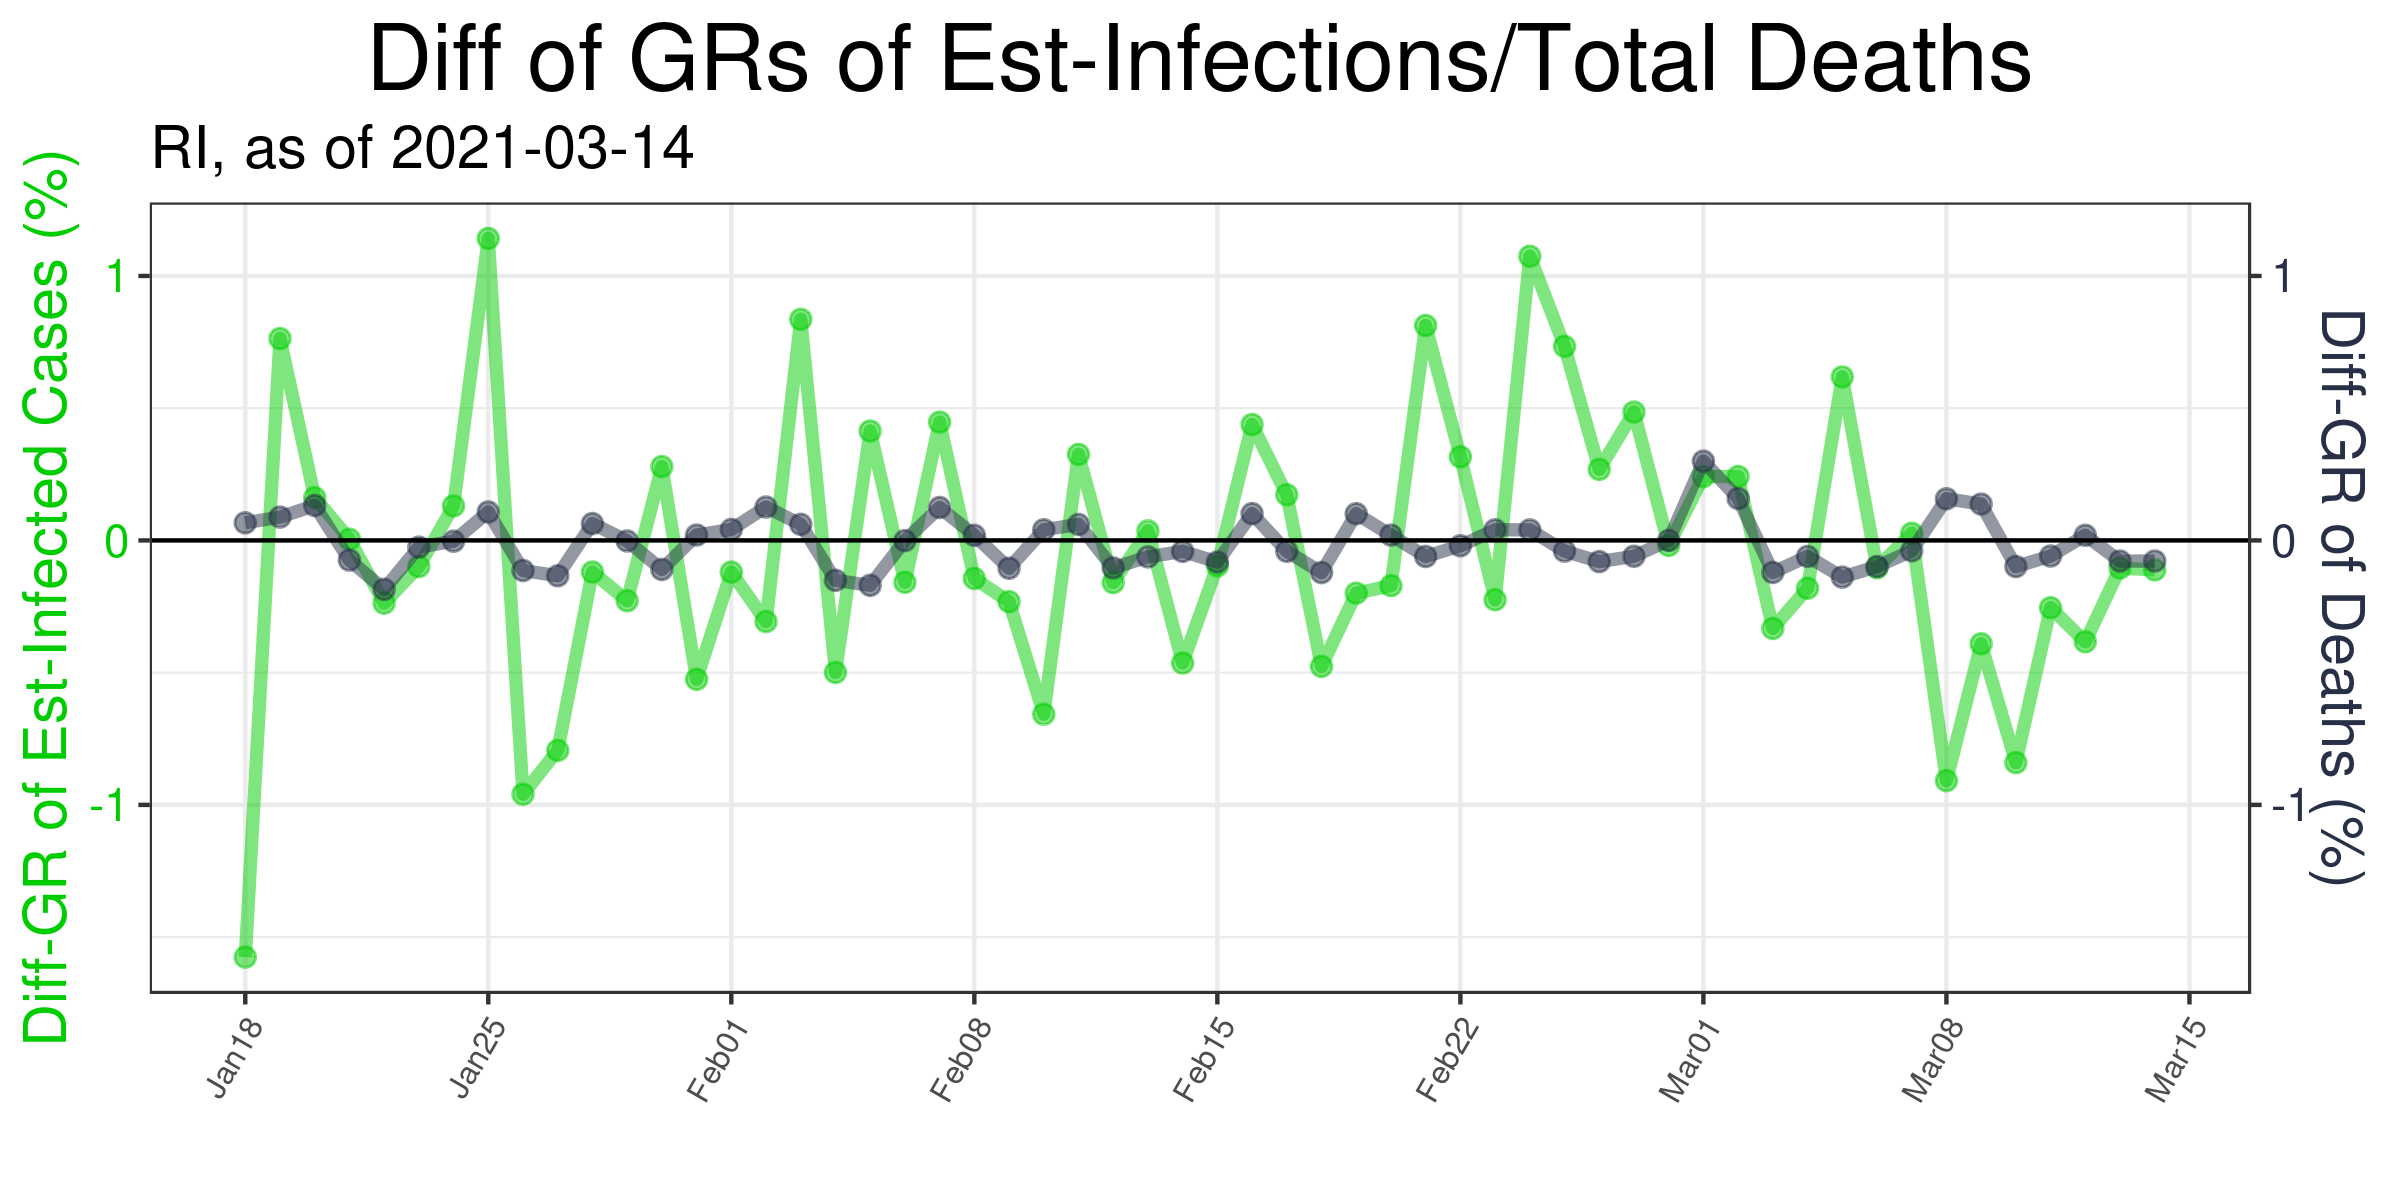 Diff of GRs of Est-Infections/Total Deaths
RI, as of 2021-03-14
Diff-GR of Est-Infected Cases (%)
1
0
-1
1
0
-1
Diff-GR of Deaths (%)
Jan18
Jan25
Feb01
Feb08
Feb15
Feb22
Mar01
Mar08
Mar15